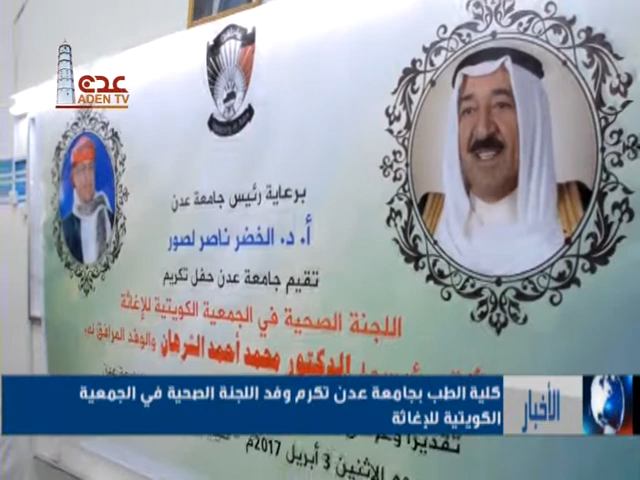 عدن
ADEN TV
برعاية رئيس جامعة عدن
أ. د. الخضر ناصر لصور
تقيم جامعة عدن حفل تكريم
اللجنة الصحية في الجمعية الكويتية للإغاثة
الدكتور محمد أحمد الشرهان والوفد المرافق له
كلية الطب بجامعة عدن تكرم وفد اللجنة الصحية في الجمعية
الكويتية للإغاثة
الأخبار
تقديرا
الإثنين 3 أبريل 2017م